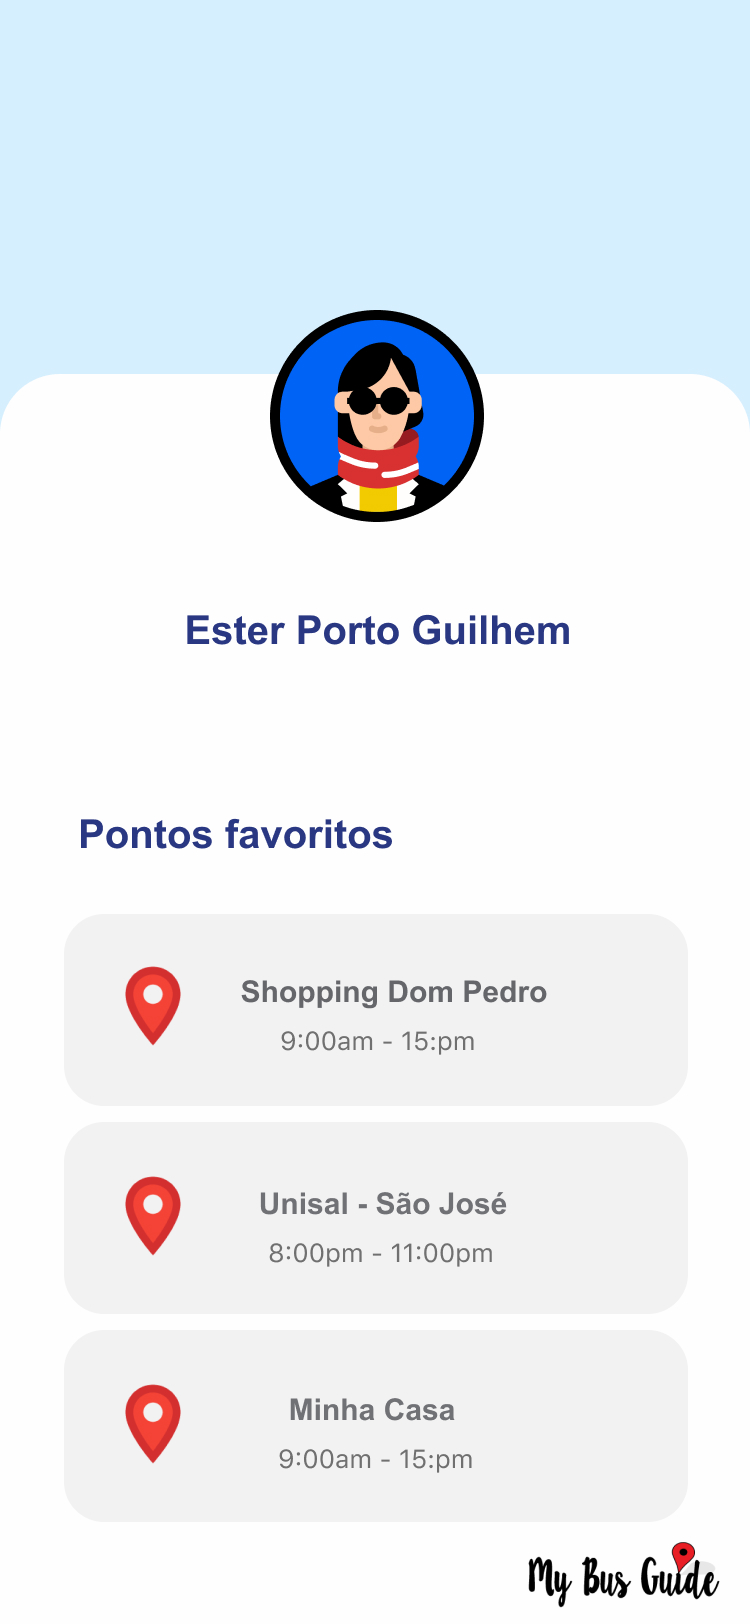 Ester Porto Guilhem
Pontos favoritos
Shopping Dom Pedro
9:00am - 15:pm
Unisal - São José
8:00pm - 11:00pm
Minha Casa
9:00am - 15:pm
My Bus Guide